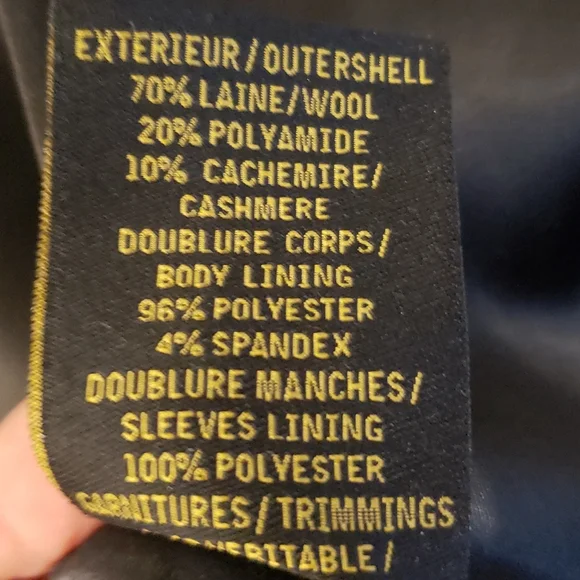 EXTERIEUR/OUTERSHELL
70% LAINE/WOOL
20% POLYAMIDE
10% CACHEMIRE/
CASHMERE
DOUBLURE CORPS/
BODY LINING
96% POLYESTER
4% SPANDEX
DOUBLURE MANCHES/
SLEEVES LINING
100% POLYESTER
GARNITURES/TRIMMINGS